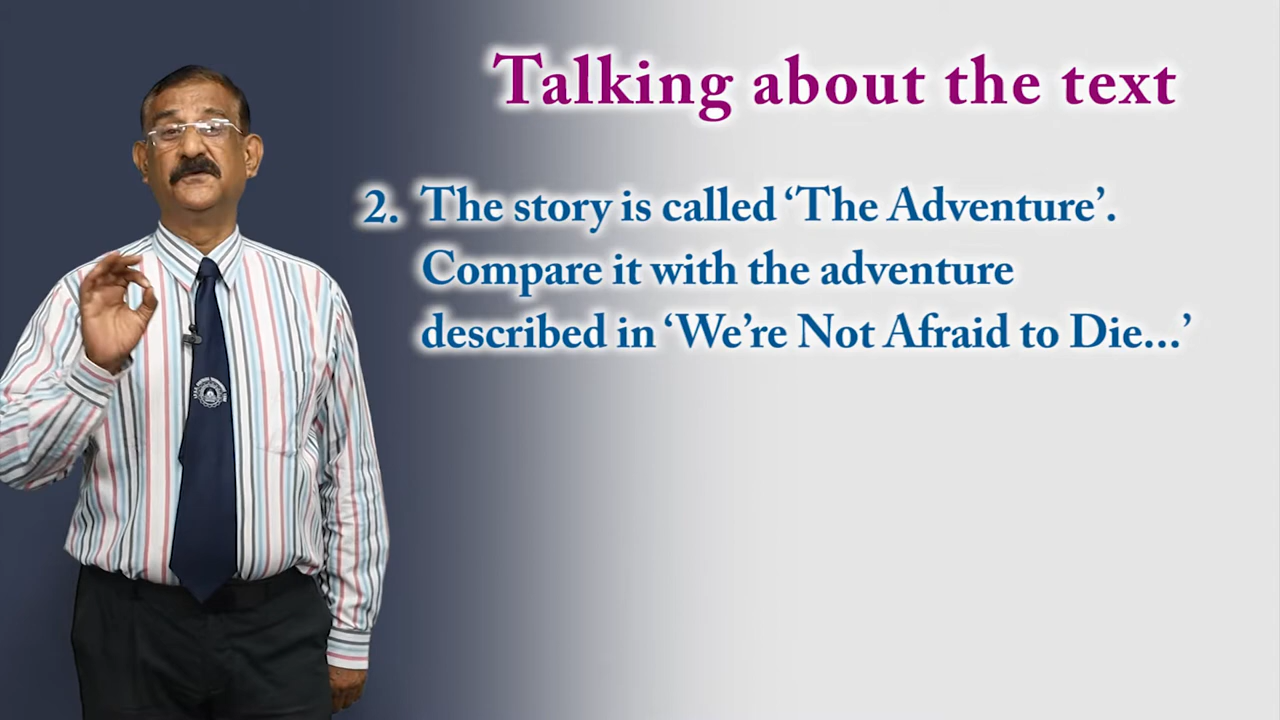 Talking about the text
2. The story is called ‘The Adventure’.
Compare it with the adventure
described in ‘We’re Not Afraid to Die...’